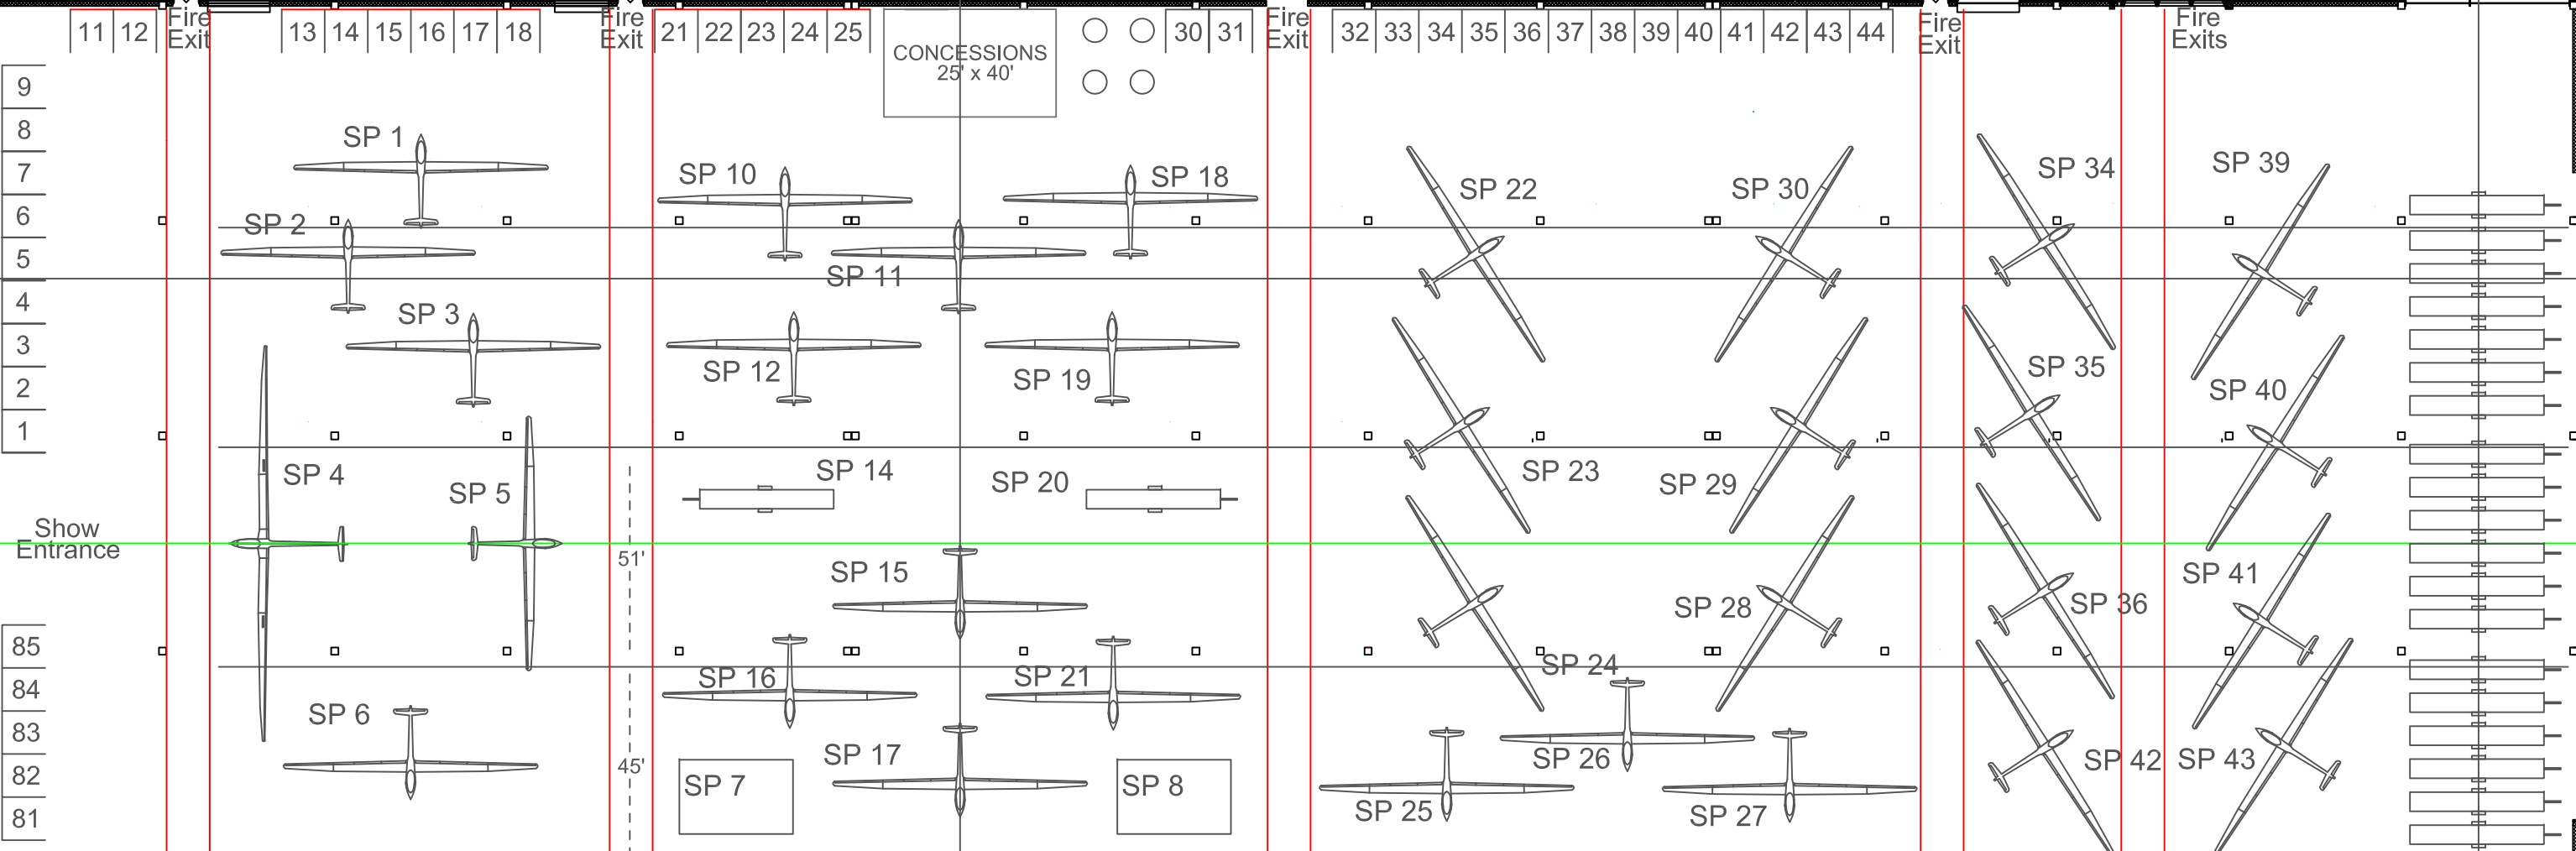 Fire
Exit
Fire
Exit
Fire
Exit
Fire
Exit
Fire
Exits
11 12
13 14 15 16 17 18
21 22 23 24 25
CONCESSIONS
25' x 40'
30 31
32 33 34 35 36 37 38 39 40 41 42 43 44
9
8
7
6
5
4
3
2
1
Show
Entrance
85
84
83
82
81
SP 1
SP 2
SP 3
SP 4
SP 5
SP 6
51'
45'
SP 10
SP 18
SP 11
SP 12
SP 19
SP 14
SP 20
SP 15
SP 16
SP 21
SP 17
SP 7
SP 8
SP 22
SP 30
SP 23
SP 29
SP 28
SP 24
SP 26
SP 25
SP 27
SP 34
SP 39
SP 35
SP 40
SP 41
SP 36
SP 42
SP 43